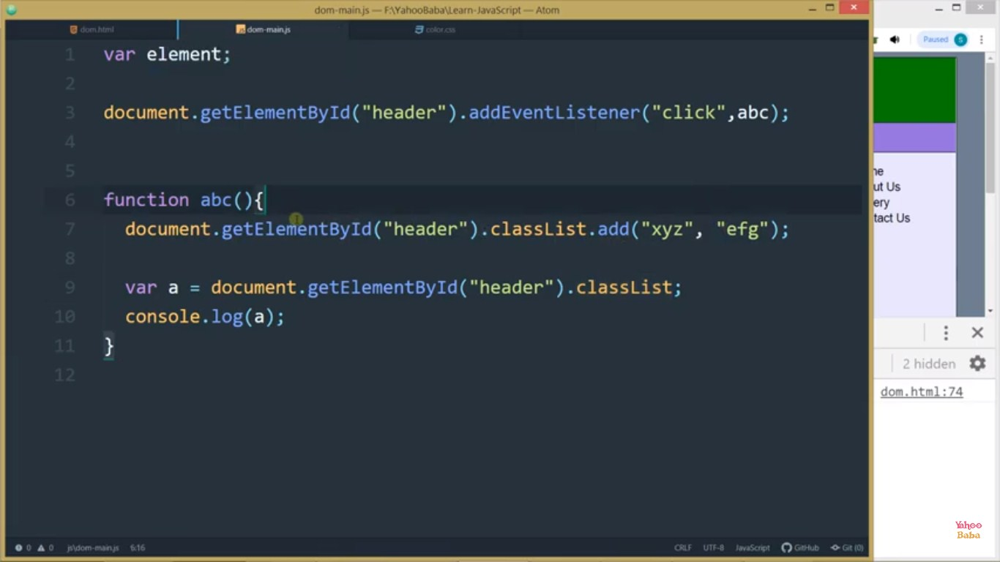 dom-main.js — F:\YahooBaba\Learn-JavaScript — Atom
dom.html
dom-main.js
color.css
Paused
S
1 var element;
2
3 document.getElementById("header").addEventListener("click",abc);
4
5
6 function abc(){
7 document.getElementById("header").classList.add("xyz", "efg");
8
9 var a = document.getElementById("header").classList;
10 console.log(a);
11 }
12
ut Us
ery
tact Us
2 hidden
dom.html:74
Yahoo
Baba
0 0 js\dom-main.js 6:16
CRLF UTF-8 JavaScript GitHub Git (0)